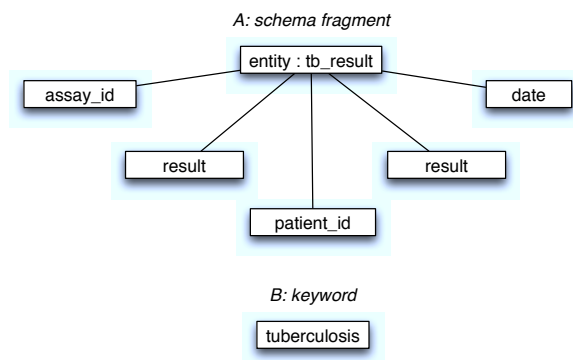 A: schema fragment
entity : tb_result
assay_id
date
result
result
patient_id
B: keyword
tuberculosis